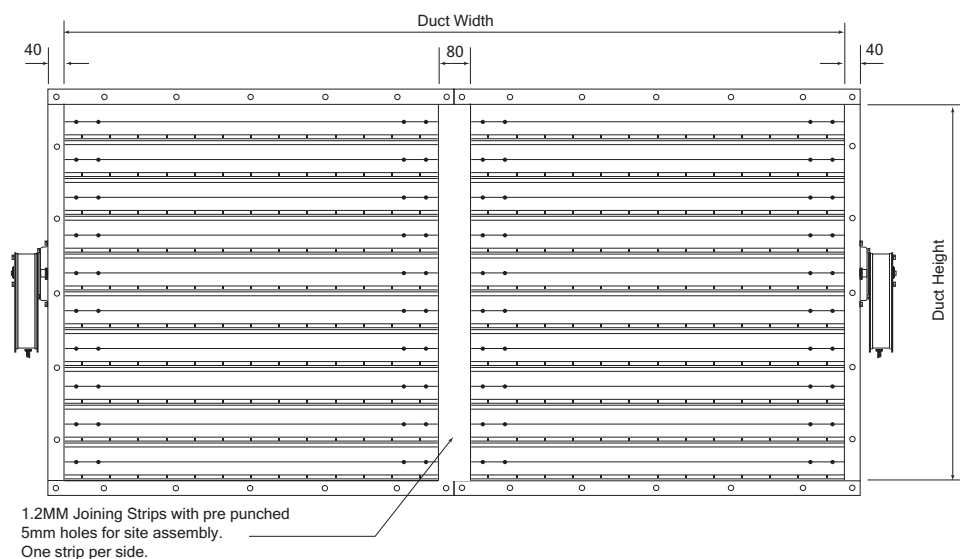 Duct Width
40
80
40
Duct Height
1.2MM Joining Strips with pre punched
5mm holes for site assembly.
One strip per side.